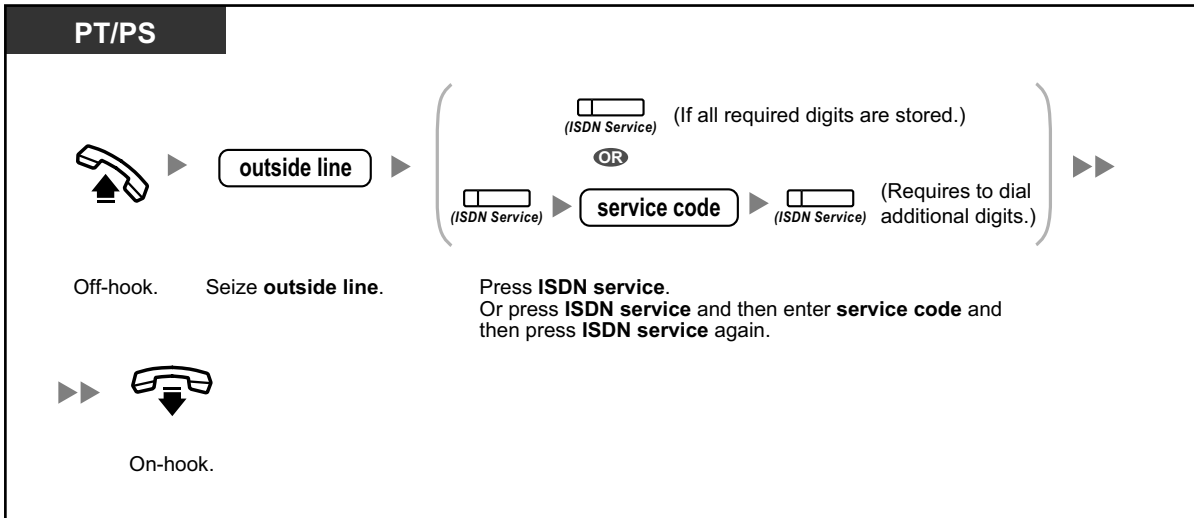 PT/PS
(ISDN Service) (If all required digits are stored.)
OR
outside line
(ISDN Service) service code (ISDN Service) (Requires to dial
additional digits.)
Off-hook. Seize outside line. Press ISDN service.
Or press ISDN service and then enter service code and
then press ISDN service again.
On-hook.